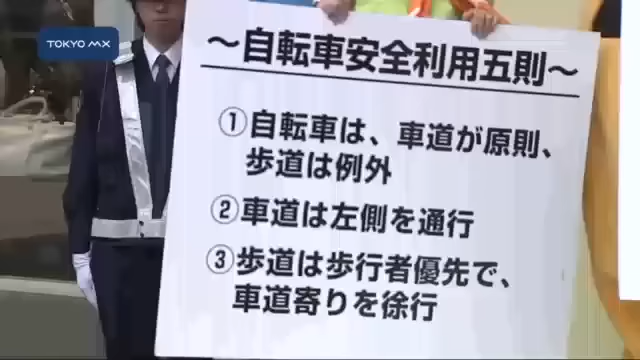 TOKYO MX
～自転車安全利用五則～
①自転車は、車道が原則、
歩道は例外
②車道は左側を通行
③歩道は歩行者優先で、
車道寄りを徐行